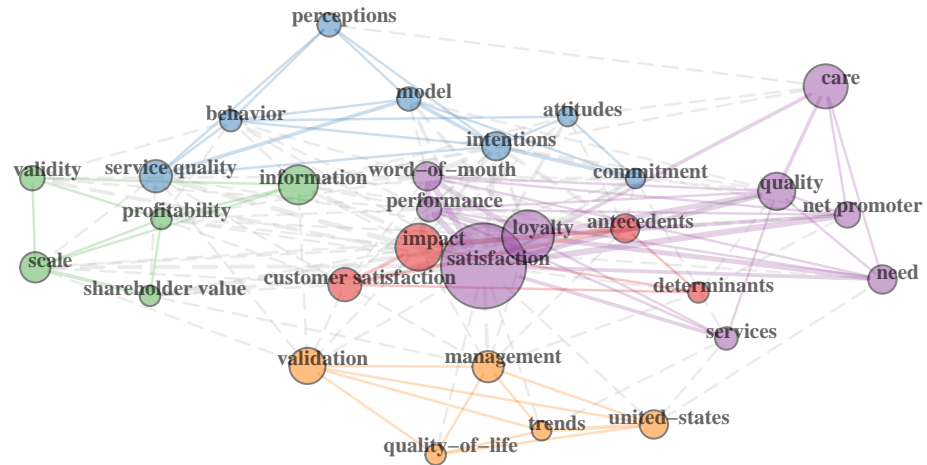 perceptions
care
model
behavior
attitudes
intentions
validity
service quality
information
word−of−mouth
commitment
quality
profitability
performance
net promoter
antecedents
loyalty
impact
satisfaction
scale
customer satisfaction
need
shareholder value
determinants
services
validation
management
trends
united−states
quality−of−life